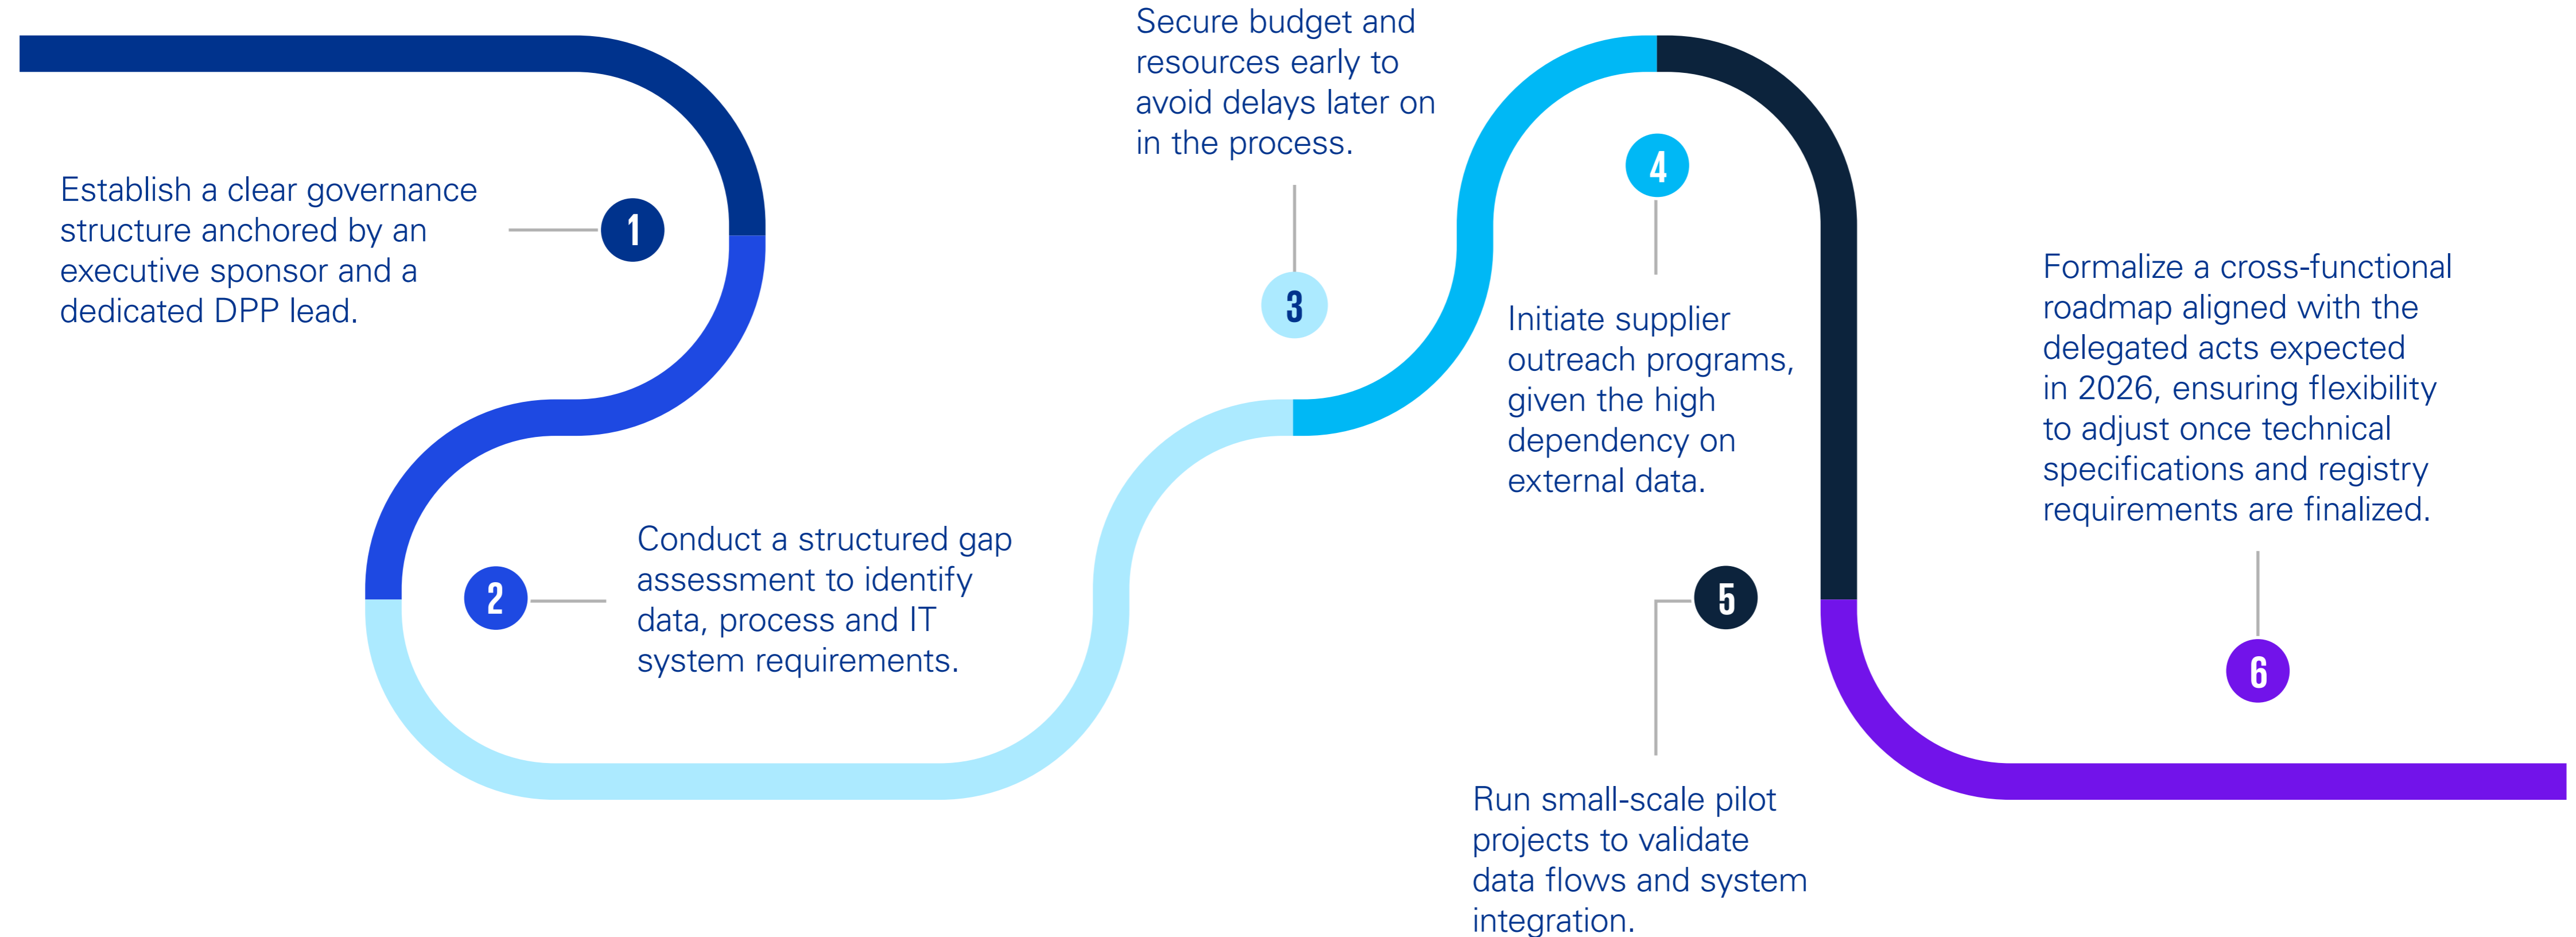 1
Establish a clear governance
structure anchored by an
executive sponsor and a
dedicated DPP lead.
2
Conduct a structured gap
assessment to identify
data, process and IT
system requirements.
3
Secure budget and
resources early to
avoid delays later on
in the process.
4
Initiate supplier
outreach programs,
given the high
dependency on
external data.
5
Run small-scale pilot
projects to validate
data flows and system
integration.
6
Formalize a cross-functional
roadmap aligned with the
delegated acts expected
in 2026, ensuring flexibility
to adjust once technical
specifications and registry
requirements are finalized.